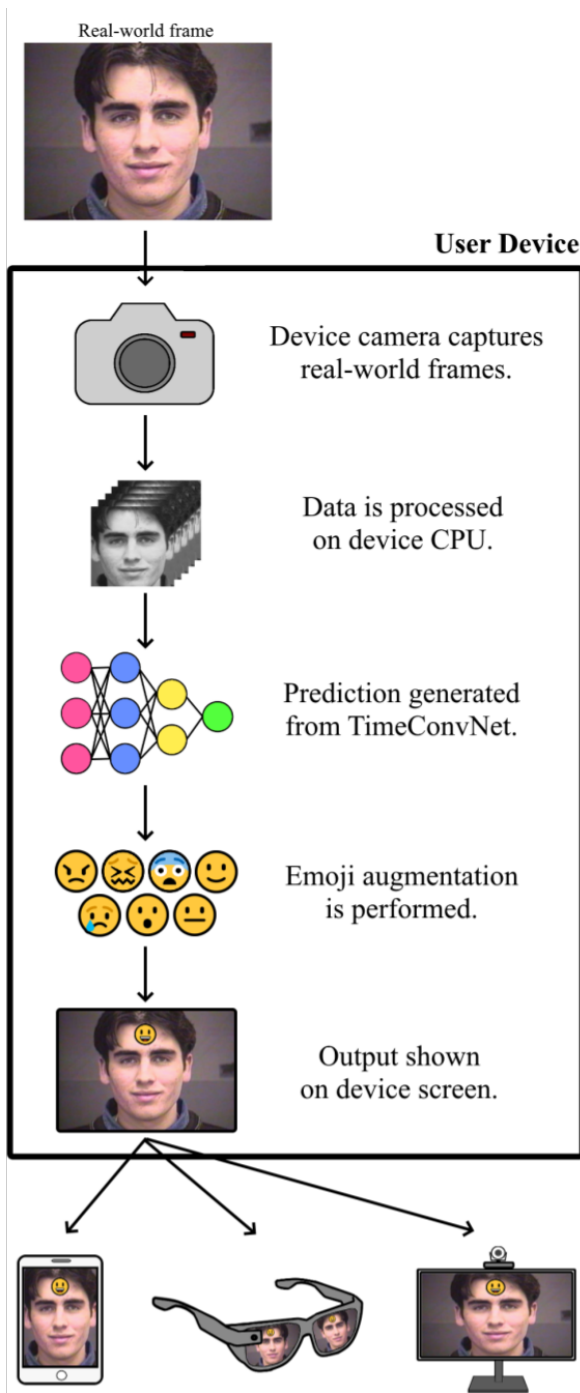 Real-world frame
User Device
Device camera captures
real-world frames.
Data is processed
on device CPU.
Prediction generated
from TimeConvNet.
Emoji augmentation
is performed.
Output shown
on device screen.